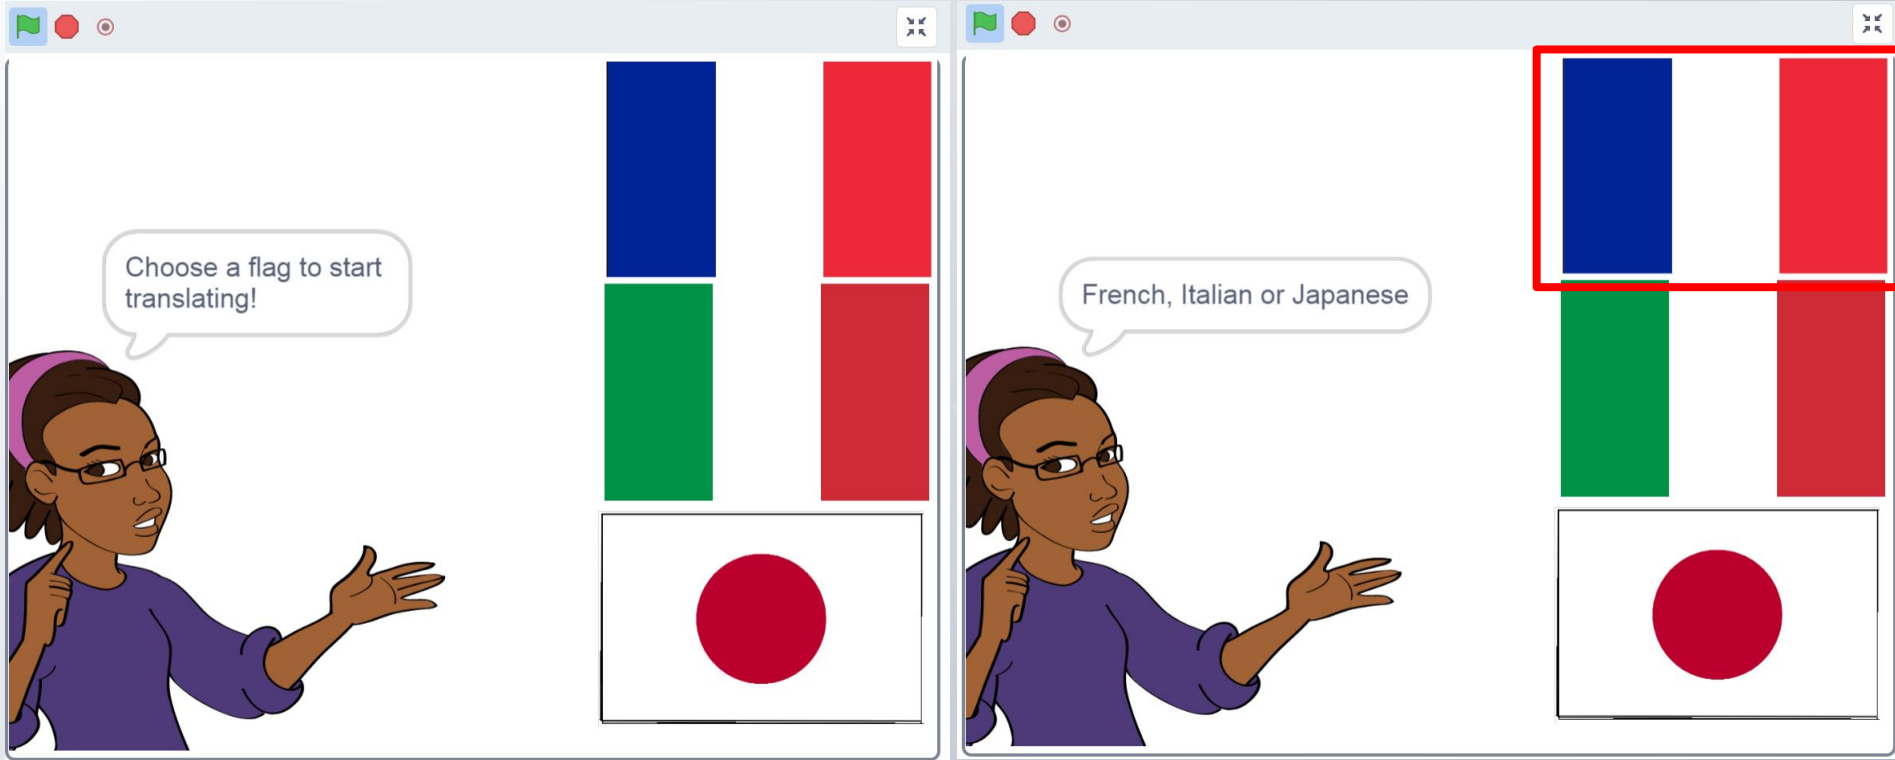 Choose a flag to start
translating!
French, Italian or Japanese